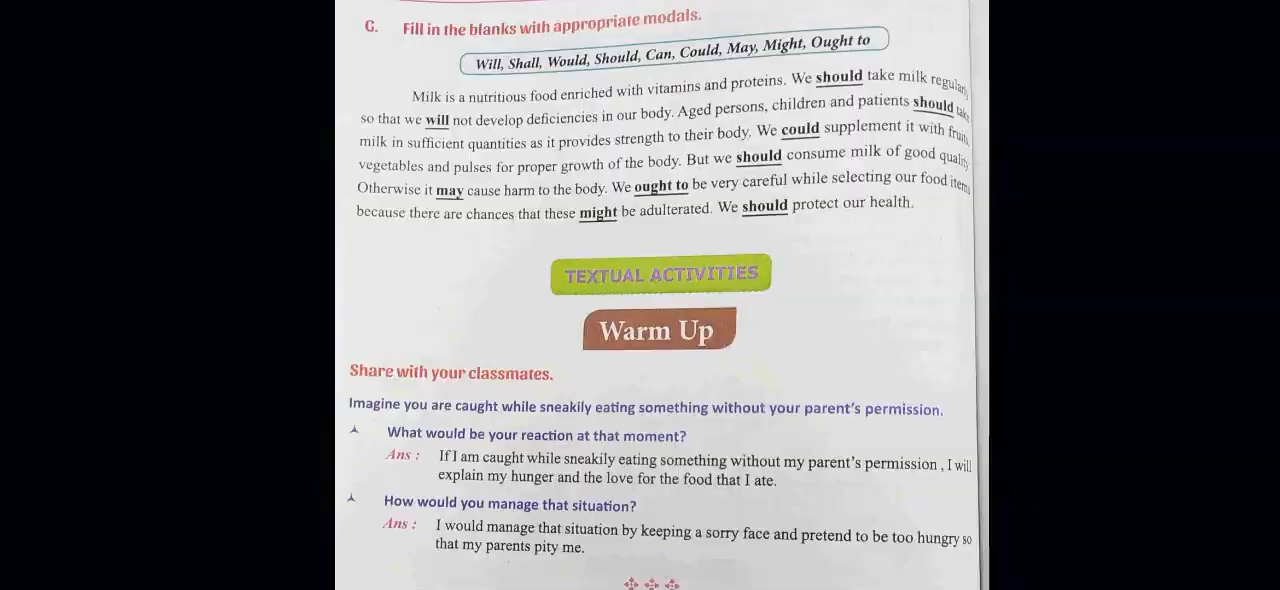 G. Fill in the blanks with appropriate modals.
Will, Shall, Would, Should, Can, Could, May, Might, Ought to
Milk is a nutritious food enriched with vitamins and proteins. We should take milk regularly
so that we will not develop deficiencies in our body. Aged persons, children and patients should take
milk in sufficient quantities as it provides strength to their body. We could supplement it with fruits,
vegetables and pulses for proper growth of the body. But we should consume milk of good quality.
Otherwise it may cause harm to the body. We ought to be very careful while selecting our food items
because there are chances that these might be adulterated. We should protect our health.
TEXTUAL ACTIVITIES
Warm Up
Share with your classmates.
Imagine you are caught while sneakily eating something without your parent's permission.
What would be your reaction at that moment?
Ans : If I am caught while sneakily eating something without my parent's permission , I will
explain my hunger and the love for the food that I ate.
How would you manage that situation?
Ans : I would manage that situation by keeping a sorry face and pretend to be too hungry so
that my parents pity me.